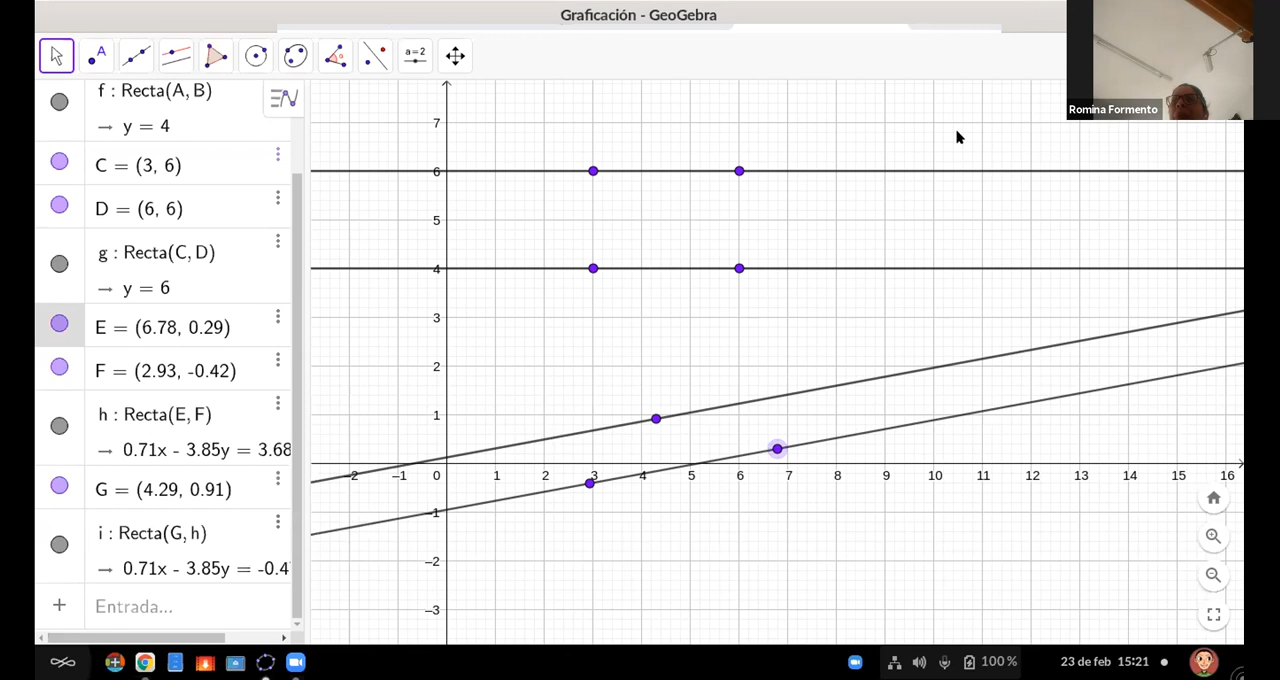 Graficación - GeoGebra
A
a=2
Romina Formento
f : Recta(A, B)
→ y = 4
C = (3, 6)
D = (6, 6)
g : Recta(C, D)
→ y = 6
E = (6.78, 0.29)
F = (2.93, -0.42)
h : Recta(E, F)
→ 0.71x - 3.85y = 3.68
G = (4.29, 0.91)
i : Recta(G, h)
→ 0.71x - 3.85y = -0.4
+ Entrada...
7
6
5
4
3
2
1
–2 –1 0 1 2 3 4 5 6 7 8 9 10 11 12 13 14 15 16
–1
–2
–3
100 %
23 de feb 15:21